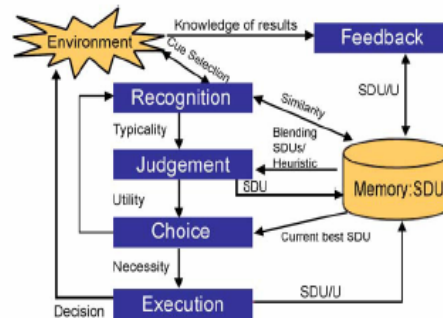 Knowledge of results
Environment
Feedback
Cue Selection
Recognition
Similarity
SDU/U
Typicality
Blending
SDUs/
Heuristic
Judgement
SDU
Memory:SDU
Utility
Choice
Current best SDU
Necessity
Execution
SDU/U
Decision